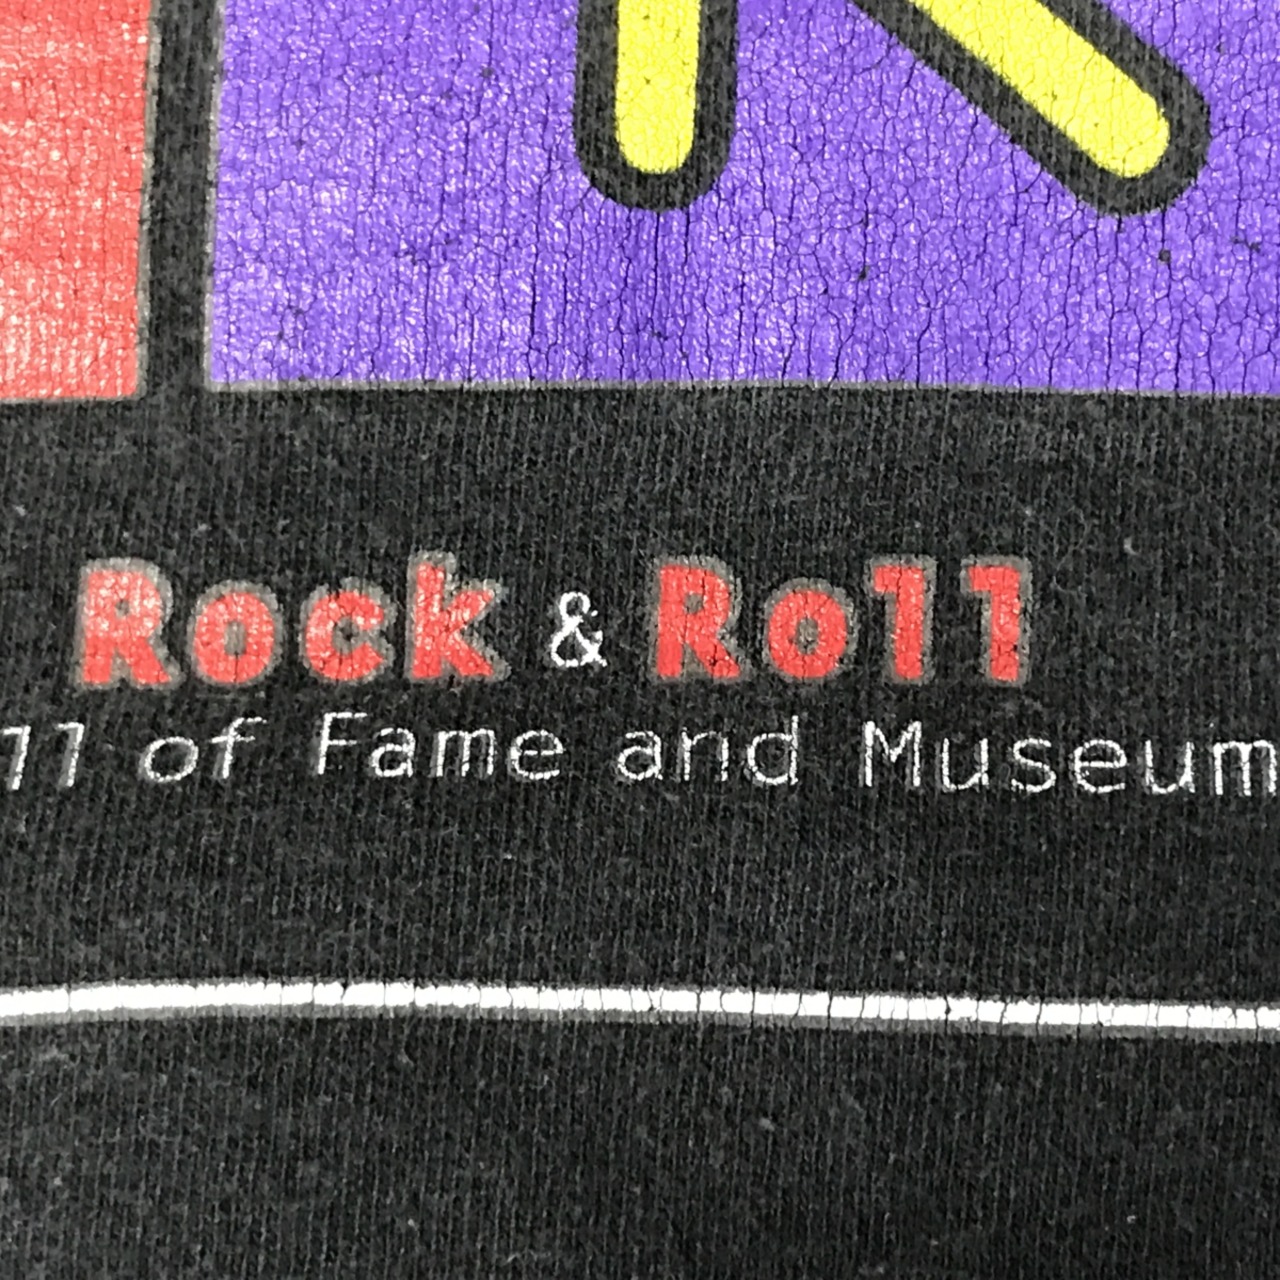 Rock & Roll
ll of Fame and Museum